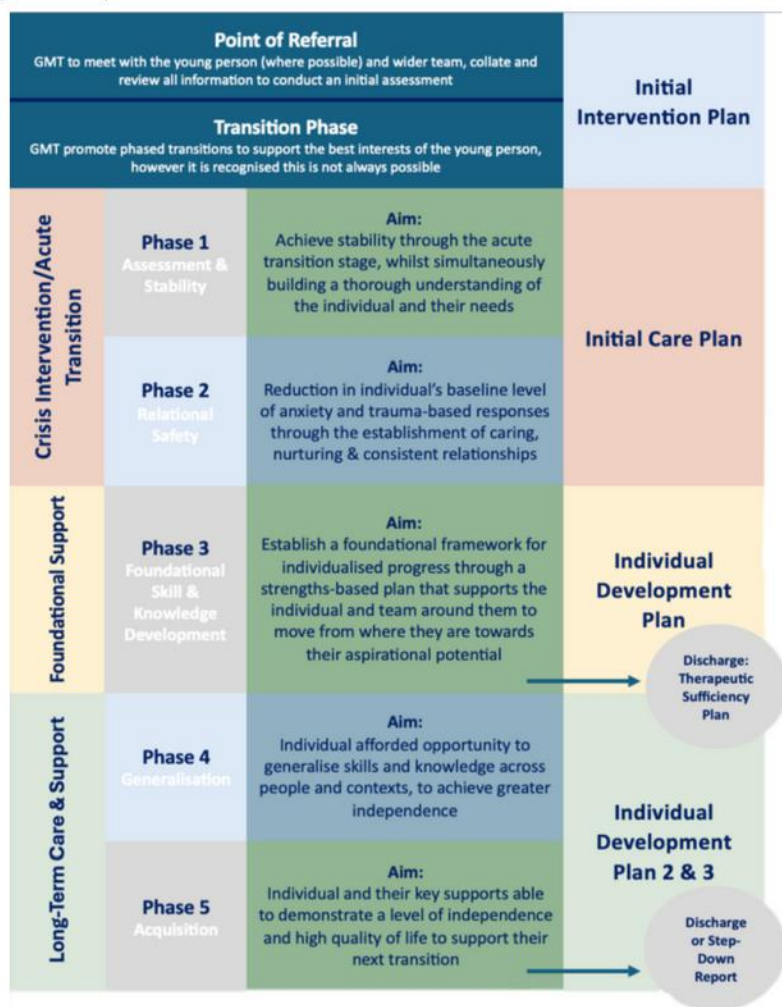 Point of Referral
GMT to meet with the young person (where possible) and wider team, collate and
review all information to conduct an initial assessment
Initial
Intervention Plan
Transition Phase
GMT promote phased transitions to support the best interests of the young person,
however it is recognised this is not always possible
Crisis Intervention/Acute
Transition
Phase 1
Assessment &
Stability
Aim:
Achieve stability through the acute
transition stage, whilst simultaneously
building a thorough understanding of
the individual and their needs
Initial Care Plan
Phase 2
Relational
Safety
Aim:
Reduction in individual's baseline level
of anxiety and trauma-based responses
through the establishment of caring,
nurturing & consistent relationships
Foundational Support
Phase 3
Foundational
Skill &
Knowledge
Development
Aim:
Establish a foundational framework for
individualised progress through a
strengths-based plan that supports the
individual and team around them to
move from where they are towards
their aspirational potential
Individual
Development
Plan
Discharge:
Therapeutic
Sufficiency
Plan
Long-Term Care & Support
Phase 4
Generalisation
Aim:
Individual afforded opportunity to
generalise skills and knowledge across
people and contexts, to achieve greater
independence
Individual
Development
Plan 2 & 3
Phase 5
Acquisition
Aim:
Individual and their key supports able
to demonstrate a level of independence
and high quality of life to support their
next transition
Discharge
or Step-
Down
Report